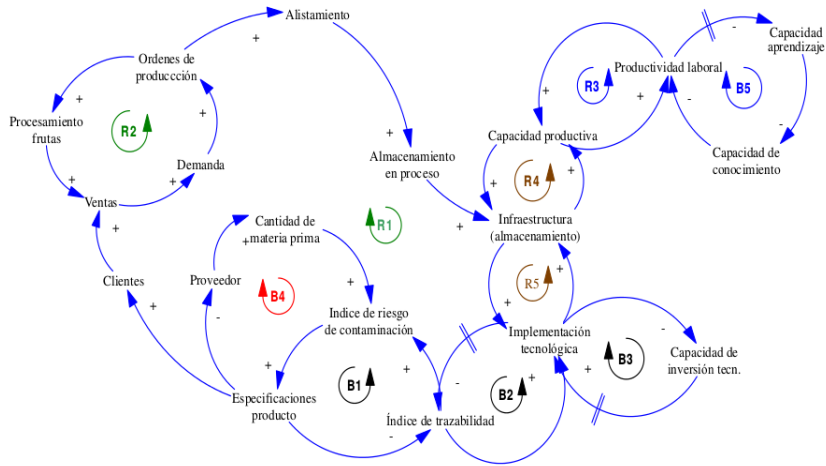 Alistamiento
+
Ordenes de
produccción
+
+
R2
Procesamiento
frutas
+
Demanda
+
Ventas
+
Clientes
+
Capacidad
aprendizaje
-
Productividad laboral
R3
B5
+
+
-
-
Capacidad productiva
Capacidad de
conocimiento
+
Almacenamiento
en proceso
R4
+
+
+
Infraestructura
(almacenamiento)
R1
Cantidad de
materia prima
+
Proveedor
B4
-
+
Indice de riesgo
de contaminación
R5
+
+
Implementación
tecnológica
-
Capacidad de
inversión tecn.
B3
+
B2
+
-
+
B1
+
Especificaciones
producto
-
Índice de trazabilidad